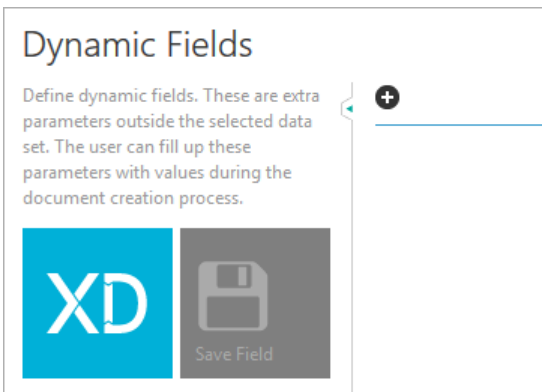 Dynamic Fields
Define dynamic fields. These are extra
parameters outside the selected data
set. The user can fill up these
parameters with values during the
document creation process.
XD
Save Field